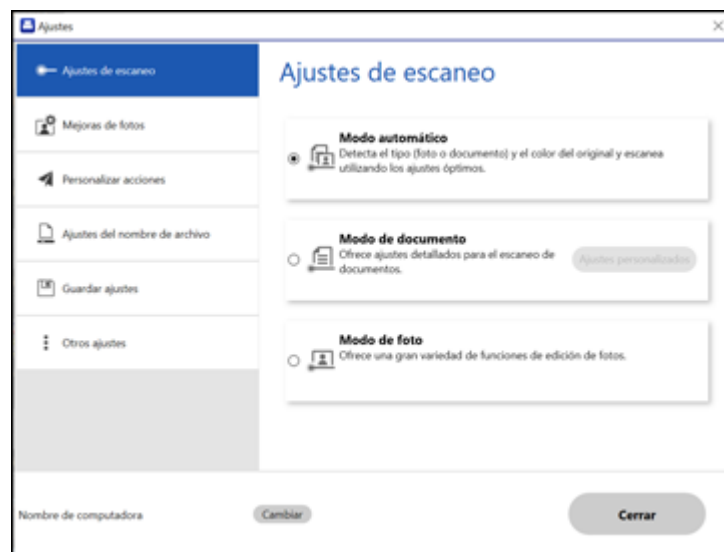 Ajustes
Ajustes de escaneo
Mejoras de fotos
Personalizar acciones
Ajustes del nombre de archivo
Guardar ajustes
Otros ajustes
Ajustes de escaneo
Modo automático
Detecta el tipo (foto o documento) y el color del original y escanea
utilizando los ajustes óptimos.
Modo de documento
Ofrece ajustes detallados para el escaneo de
documentos.
Ajustes personalizados
Modo de foto
Ofrece una gran variedad de funciones de edición de fotos.
Nombre de computadora
Cambiar
Cerrar